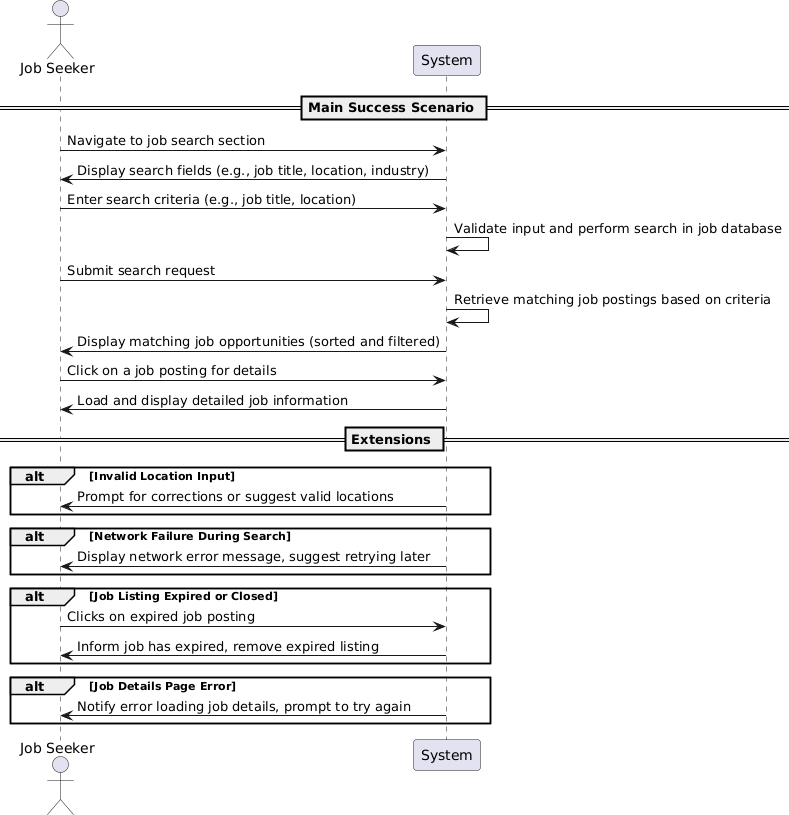 Job Seeker
System
Main Success Scenario
Navigate to job search section
Display search fields (e.g., job title, location, industry)
Enter search criteria (e.g., job title, location)
Validate input and perform search in job database
Submit search request
Retrieve matching job postings based on criteria
Display matching job opportunities (sorted and filtered)
Click on a job posting for details
Load and display detailed job information
Extensions
alt [Invalid Location Input]
Prompt for corrections or suggest valid locations
alt [Network Failure During Search]
Display network error message, suggest retrying later
alt [Job Listing Expired or Closed]
Clicks on expired job posting
Inform job has expired, remove expired listing
alt [Job Details Page Error]
Notify error loading job details, prompt to try again
Job Seeker
System